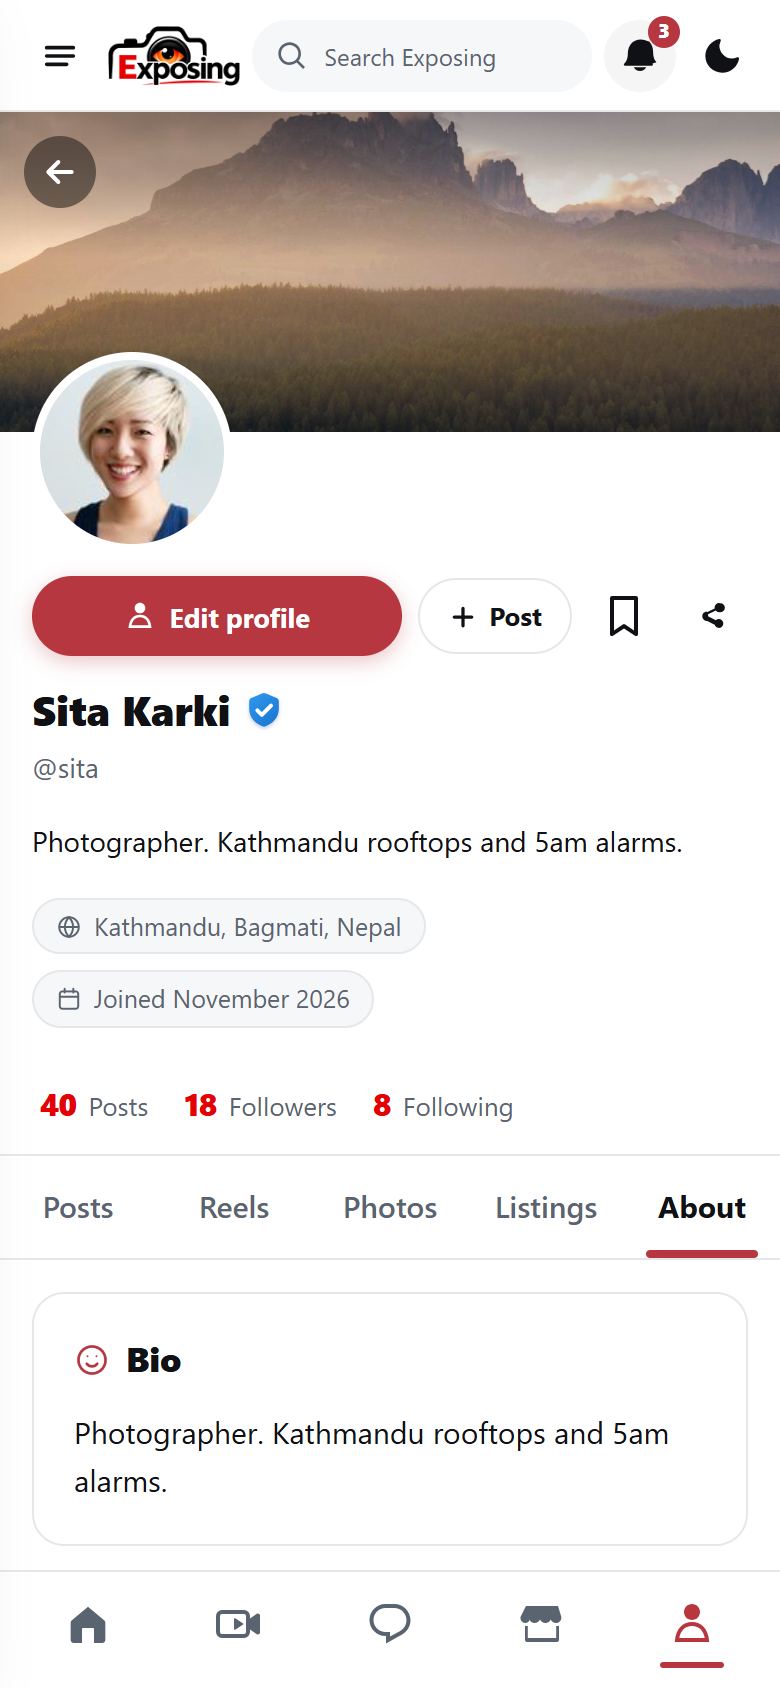 Exposing
Search Exposing
3
Edit profile
Post
Sita Karki
@sita
Photographer. Kathmandu rooftops and 5am alarms.
Kathmandu, Bagmati, Nepal
Joined November 2026
40 Posts 18 Followers 8 Following
Posts Reels Photos Listings About
Bio
Photographer. Kathmandu rooftops and 5am
alarms.